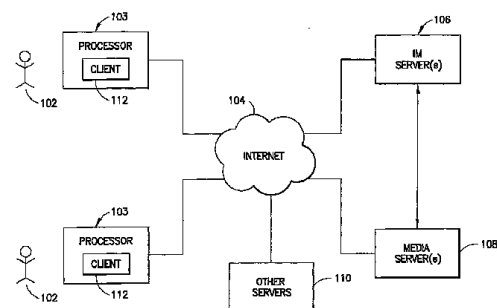 103
PROCESSOR
CLIENT
112
102
106
IM
SERVER(s)
104
INTERNET
103
PROCESSOR
CLIENT
112
102
OTHER
SERVERS
110
MEDIA
SERVER(s)
108